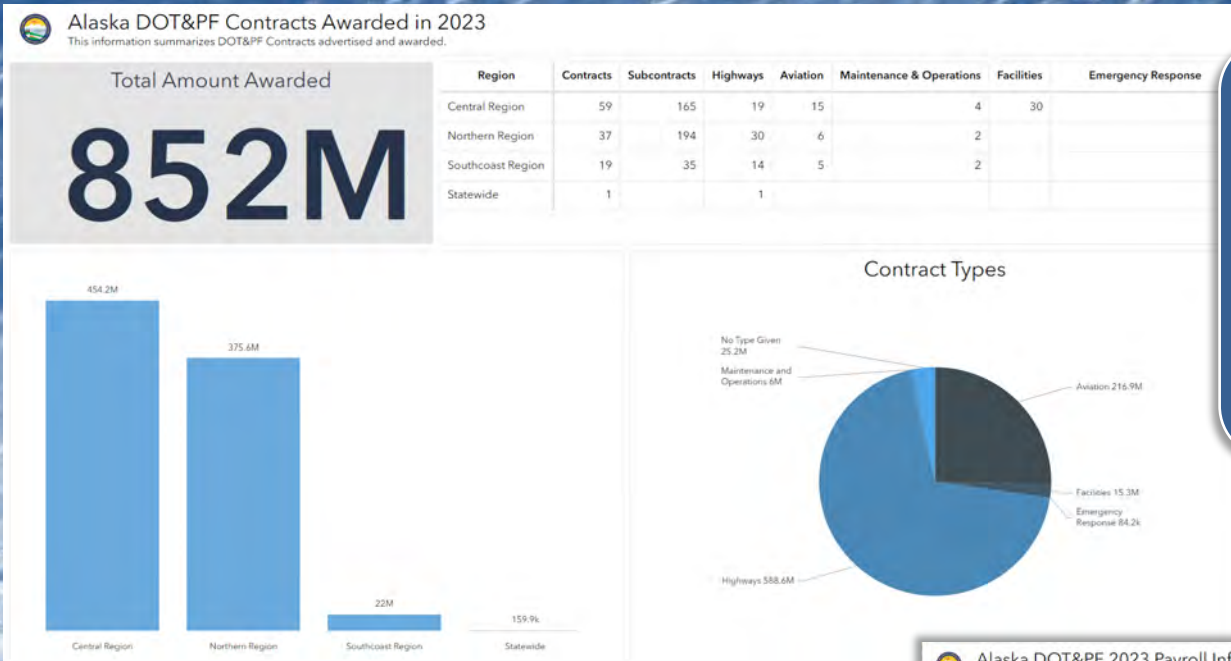 Alaska DOT&PF Contracts Awarded in 2023
This information summarizes DOT&PF Contracts advertised and awarded.
Total Amount Awarded
852M
Region Contracts Subcontracts Highways Aviation Maintenance & Operations Facilities Emergency Response
Central Region 59 165 19 15 4 30
Northern Region 37 194 30 6 2
Southcoast Region 19 35 14 5 2
Statewide 1 1
454.2M
375.6M
22M
159.9k
Central Region
Northern Region
Southcoast Region
Statewide
Contract Types
No Type Given
25.2M
Maintenance and
Operations 6M
Aviation 216.9M
Facilities 15.3M
Emergency
Response 84.2k
Highways 588.6M
Alaska DOT&PF 2023 Payroll Inf